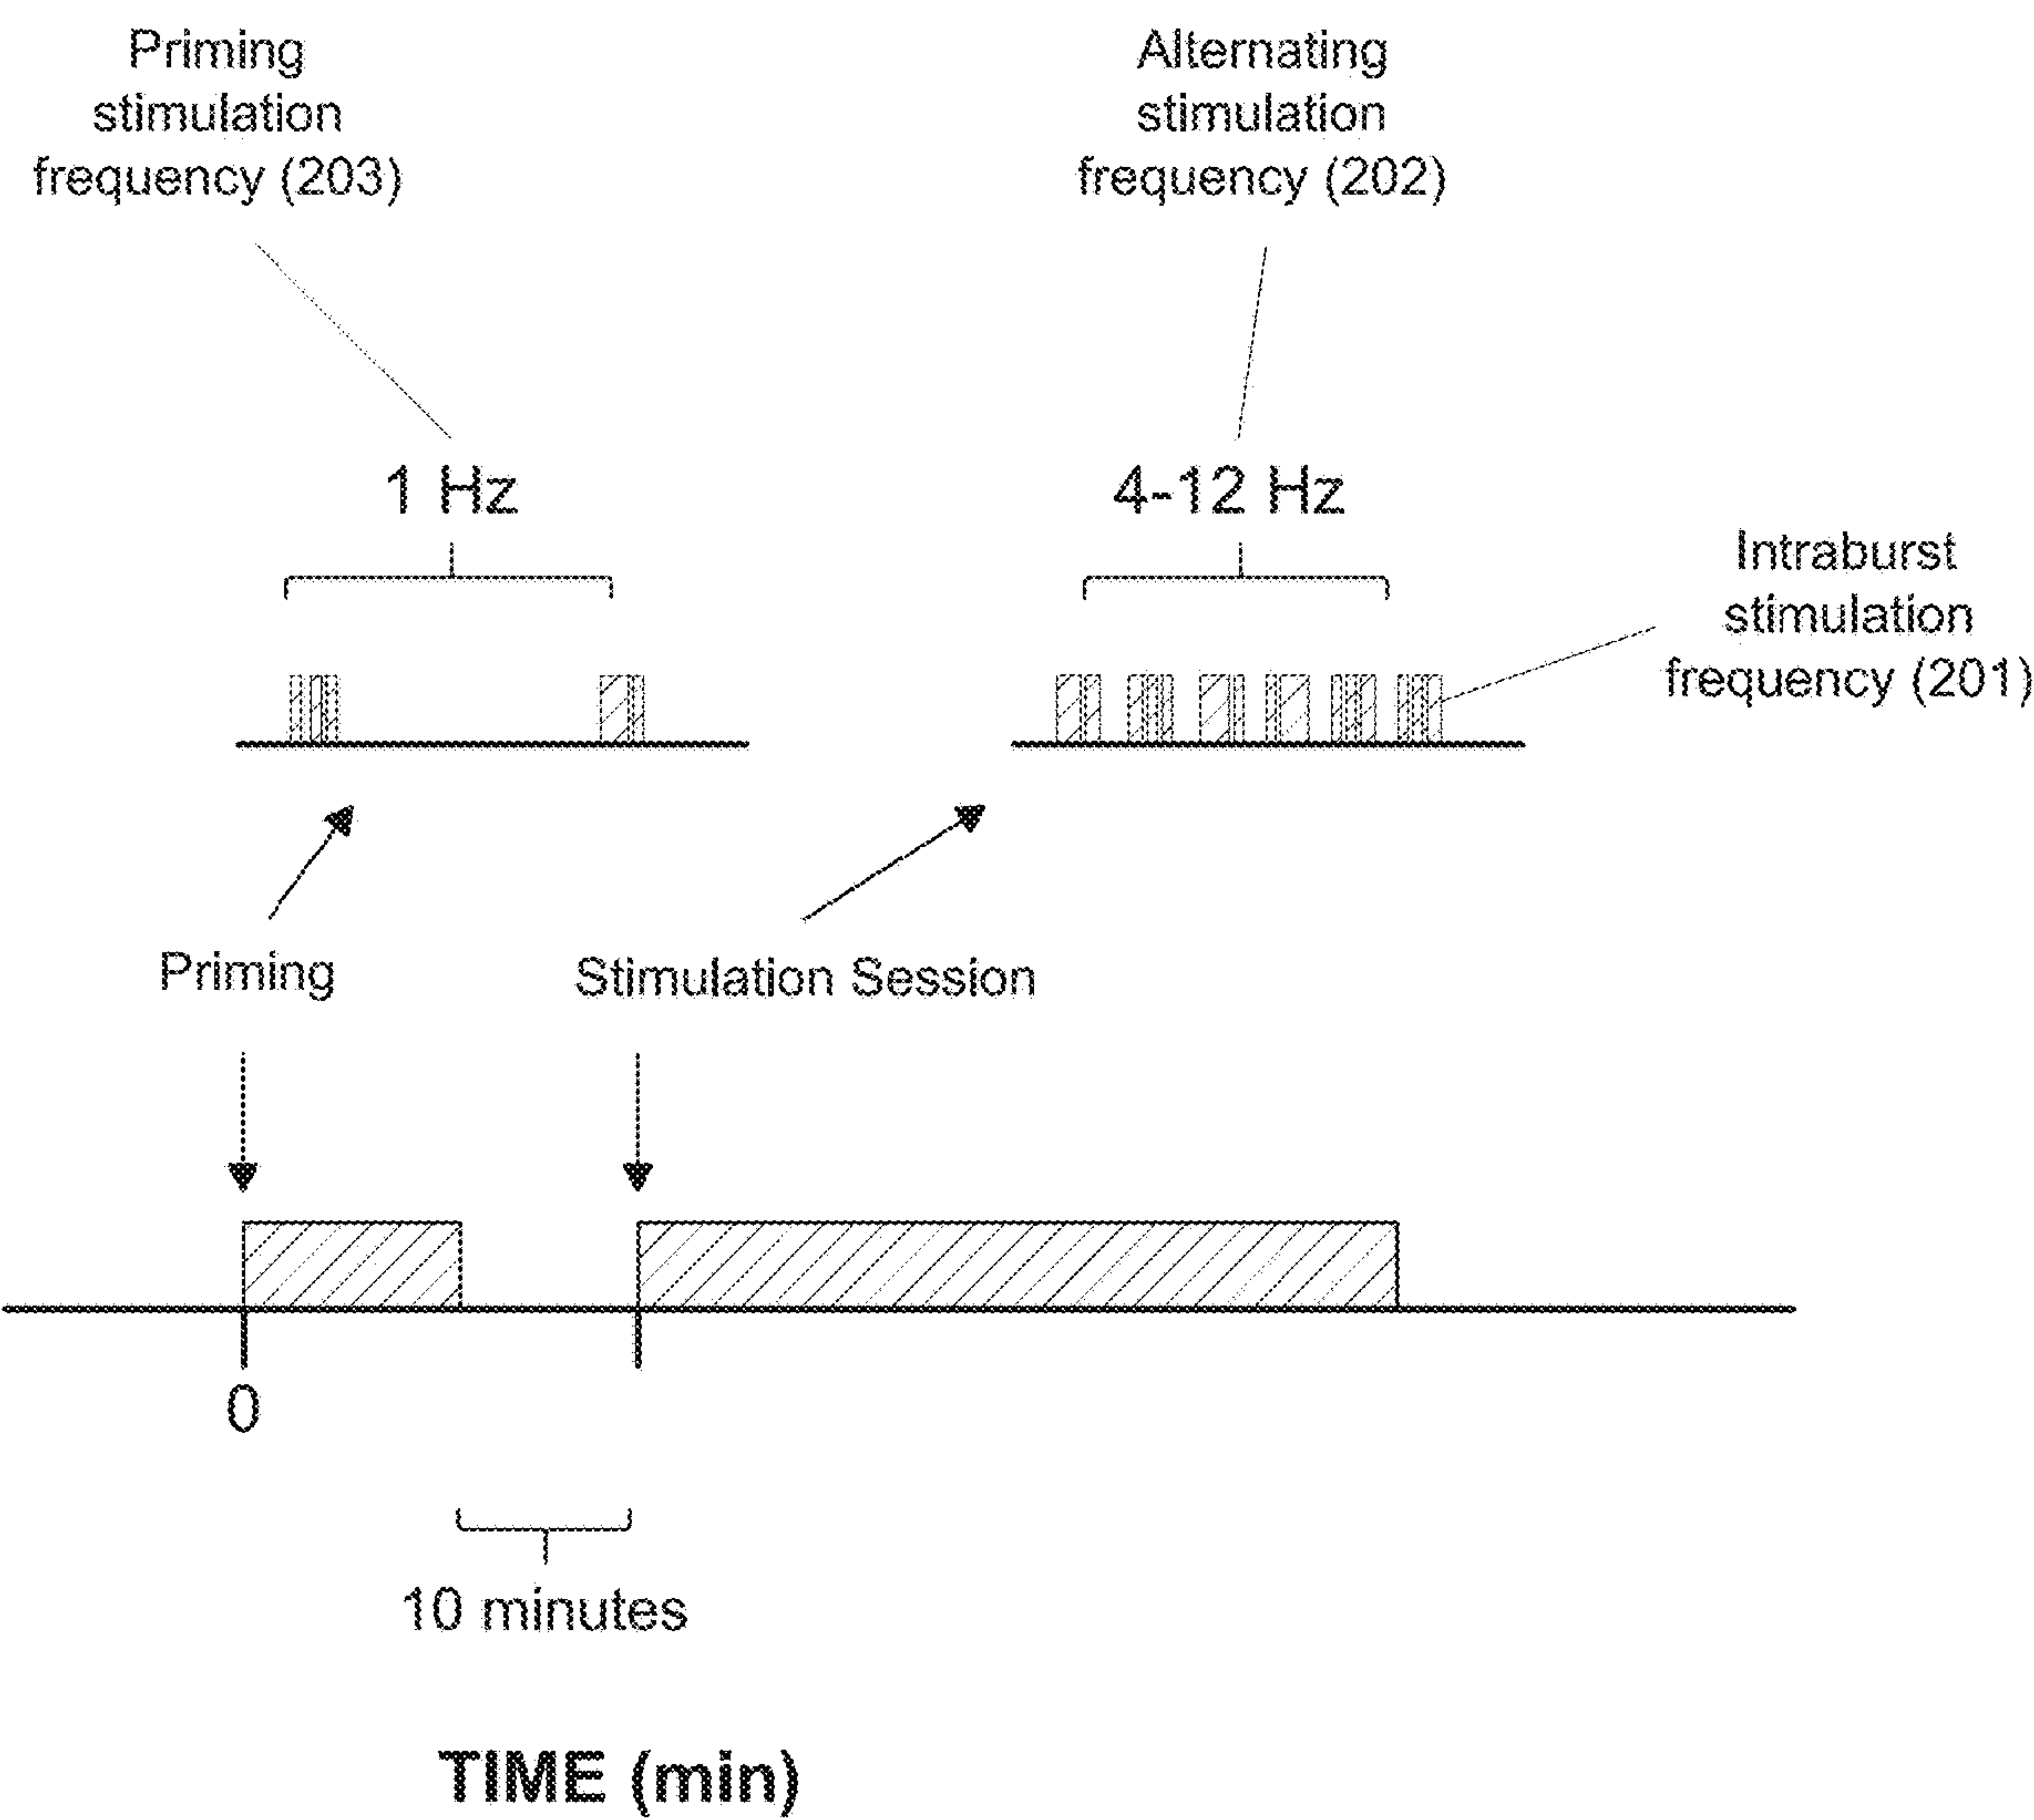 Priming
stimulation
frequency (203)
Alternating
stimulation
frequency (202)
1 Hz
4-12 Hz
Intraburst
stimulation
frequency (201)
Priming
Stimulation Session
0
10 minutes
TIME (min)